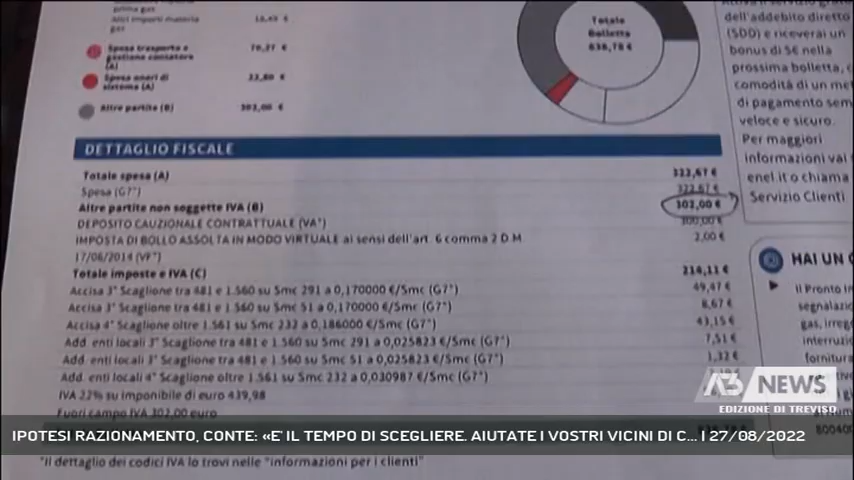 gas
Altri importi materia
gas
Spesa trasporto e
gestione contatore
(A)
Spesa oneri di
sistema (A)
Altre partite (B)
70,27 €
22,80 €
302,00 €
Totale
Bolletta
838,78 €
dell'addebito diretto
(SDD) e riceverai un
bonus di 5€ nella
prossima bolletta, c
comodità di un met
di pagamento sem
veloce e sicuro.
Per maggiori
informazioni vai
enel.it o chiama
Servizio Clienti
DETTAGLIO FISCALE
Totale spesa (A) 322,67 €
Spesa (G7*) 322,67 €
Altre partite non soggette IVA (B) 302,00 €
DEPOSITO CAUZIONALE CONTRATTUALE (VA*) 300,00 €
IMPOSTA DI BOLLO ASSOLTA IN MODO VIRTUALE ai sensi dell'art. 6 comma 2 D.M. 2,00 €
17/06/2014 (VF*)
Totale imposte e IVA (C) 214,11 €
Accisa 3° Scaglione tra 481 e 1.560 su Smc 291 a 0,170000 €/Smc (G7*) 49,47 €
Accisa 3° Scaglione tra 481 e 1.560 su Smc 51 a 0,170000 €/Smc (G7*) 8,67 €
Accisa 4° Scaglione oltre 1.561 su Smc 232 a 0,186000 €/Smc (G7*) 43,15 €
Add. enti locali 3° Scaglione tra 481 e 1.560 su Smc 291 a 0,025823 €/Smc (G7*) 7,51 €
Add. enti locali 3° Scaglione tra 481 e 1.560 su Smc 51 a 0,025823 €/Smc (G7*) 1,32 €
Add. enti locali 4° Scaglione oltre 1.561 su Smc 232 a 0,030987 €/Smc (G7*)
IVA 22% su imponibile di euro 439,98
Fuori campo IVA 302,00 euro
HAI UN
Il Pronto In
segnalazio
gas, irreg
interruzio
fornitura
A3 NEWS
EDIZIONE DI TREVISO
IPOTESI RAZIONAMENTO, CONTE: «E' IL TEMPO DI SCEGLIERE. AIUTATE I VOSTRI VICINI DI C... | 27/08/2022
*Il dettaglio dei codici IVA lo trovi nelle "informazioni per i clienti"